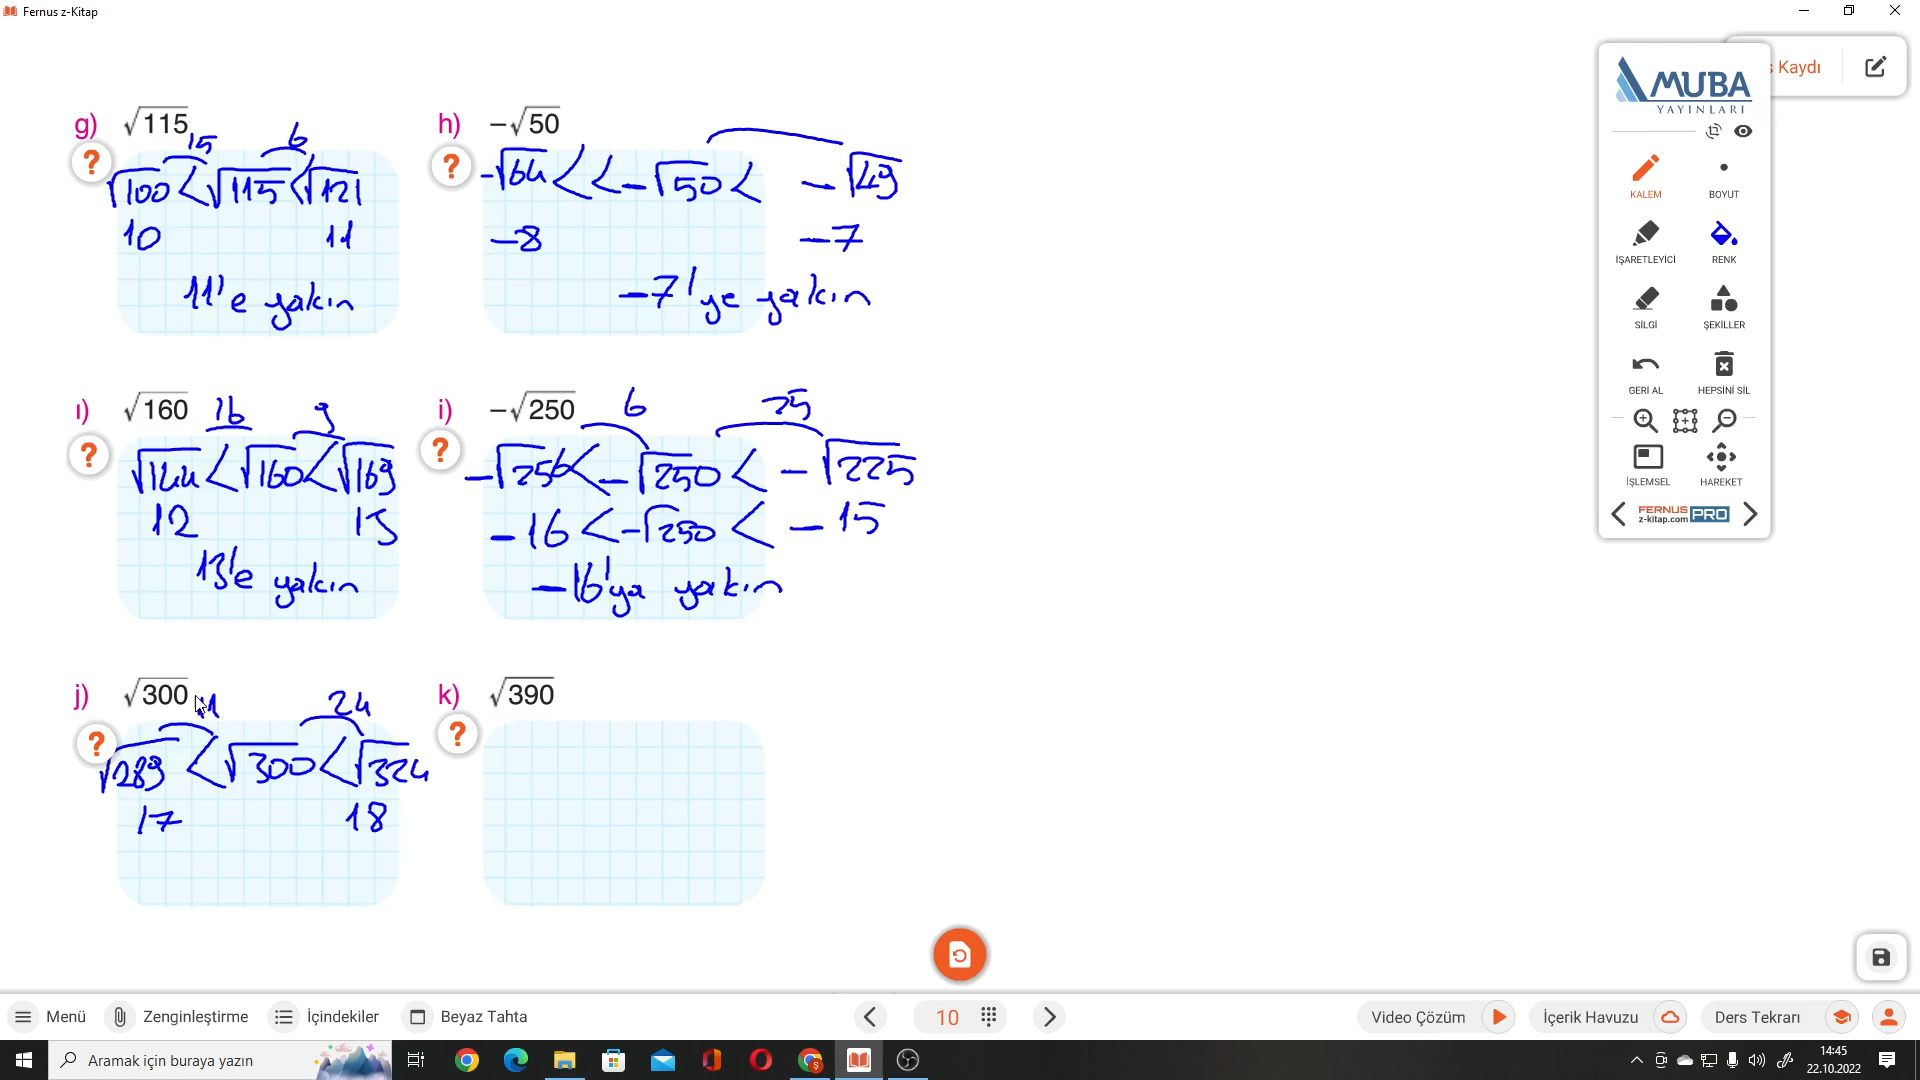 Fernus z-Kitap
s Kaydı
MUBA
YAYINLARI
KALEM
BOYUT
İŞARETLEYİCİ
RENK
SİLGİ
ŞEKİLLER
GERİ AL
HEPSİNİ SİL
İŞLEMSEL
HAREKET
FERNUS
z-kitap.com
PRO
g) √115
15 6
√100 < √115 < √121
10 11
11'e yakın
h) -√50
-√64 < < -√50 < -√49
-8 -7
-7'ye yakın
ı) √160
16 9
√144 < √160 < √169
12 13
13'e yakın
i) -√250
6 25
-√256 < -√250 < -√225
-16 < -√250 < -15
-16'ya yakın
j) √300
11 24
√289 < √300 < √324
17 18
k) √390
Menü
Zenginleştirme
İçindekiler
Beyaz Tahta
10
Video Çözüm
İçerik Havuzu
Ders Tekrarı
Aramak için buraya yazın
14:45
22.10.2022